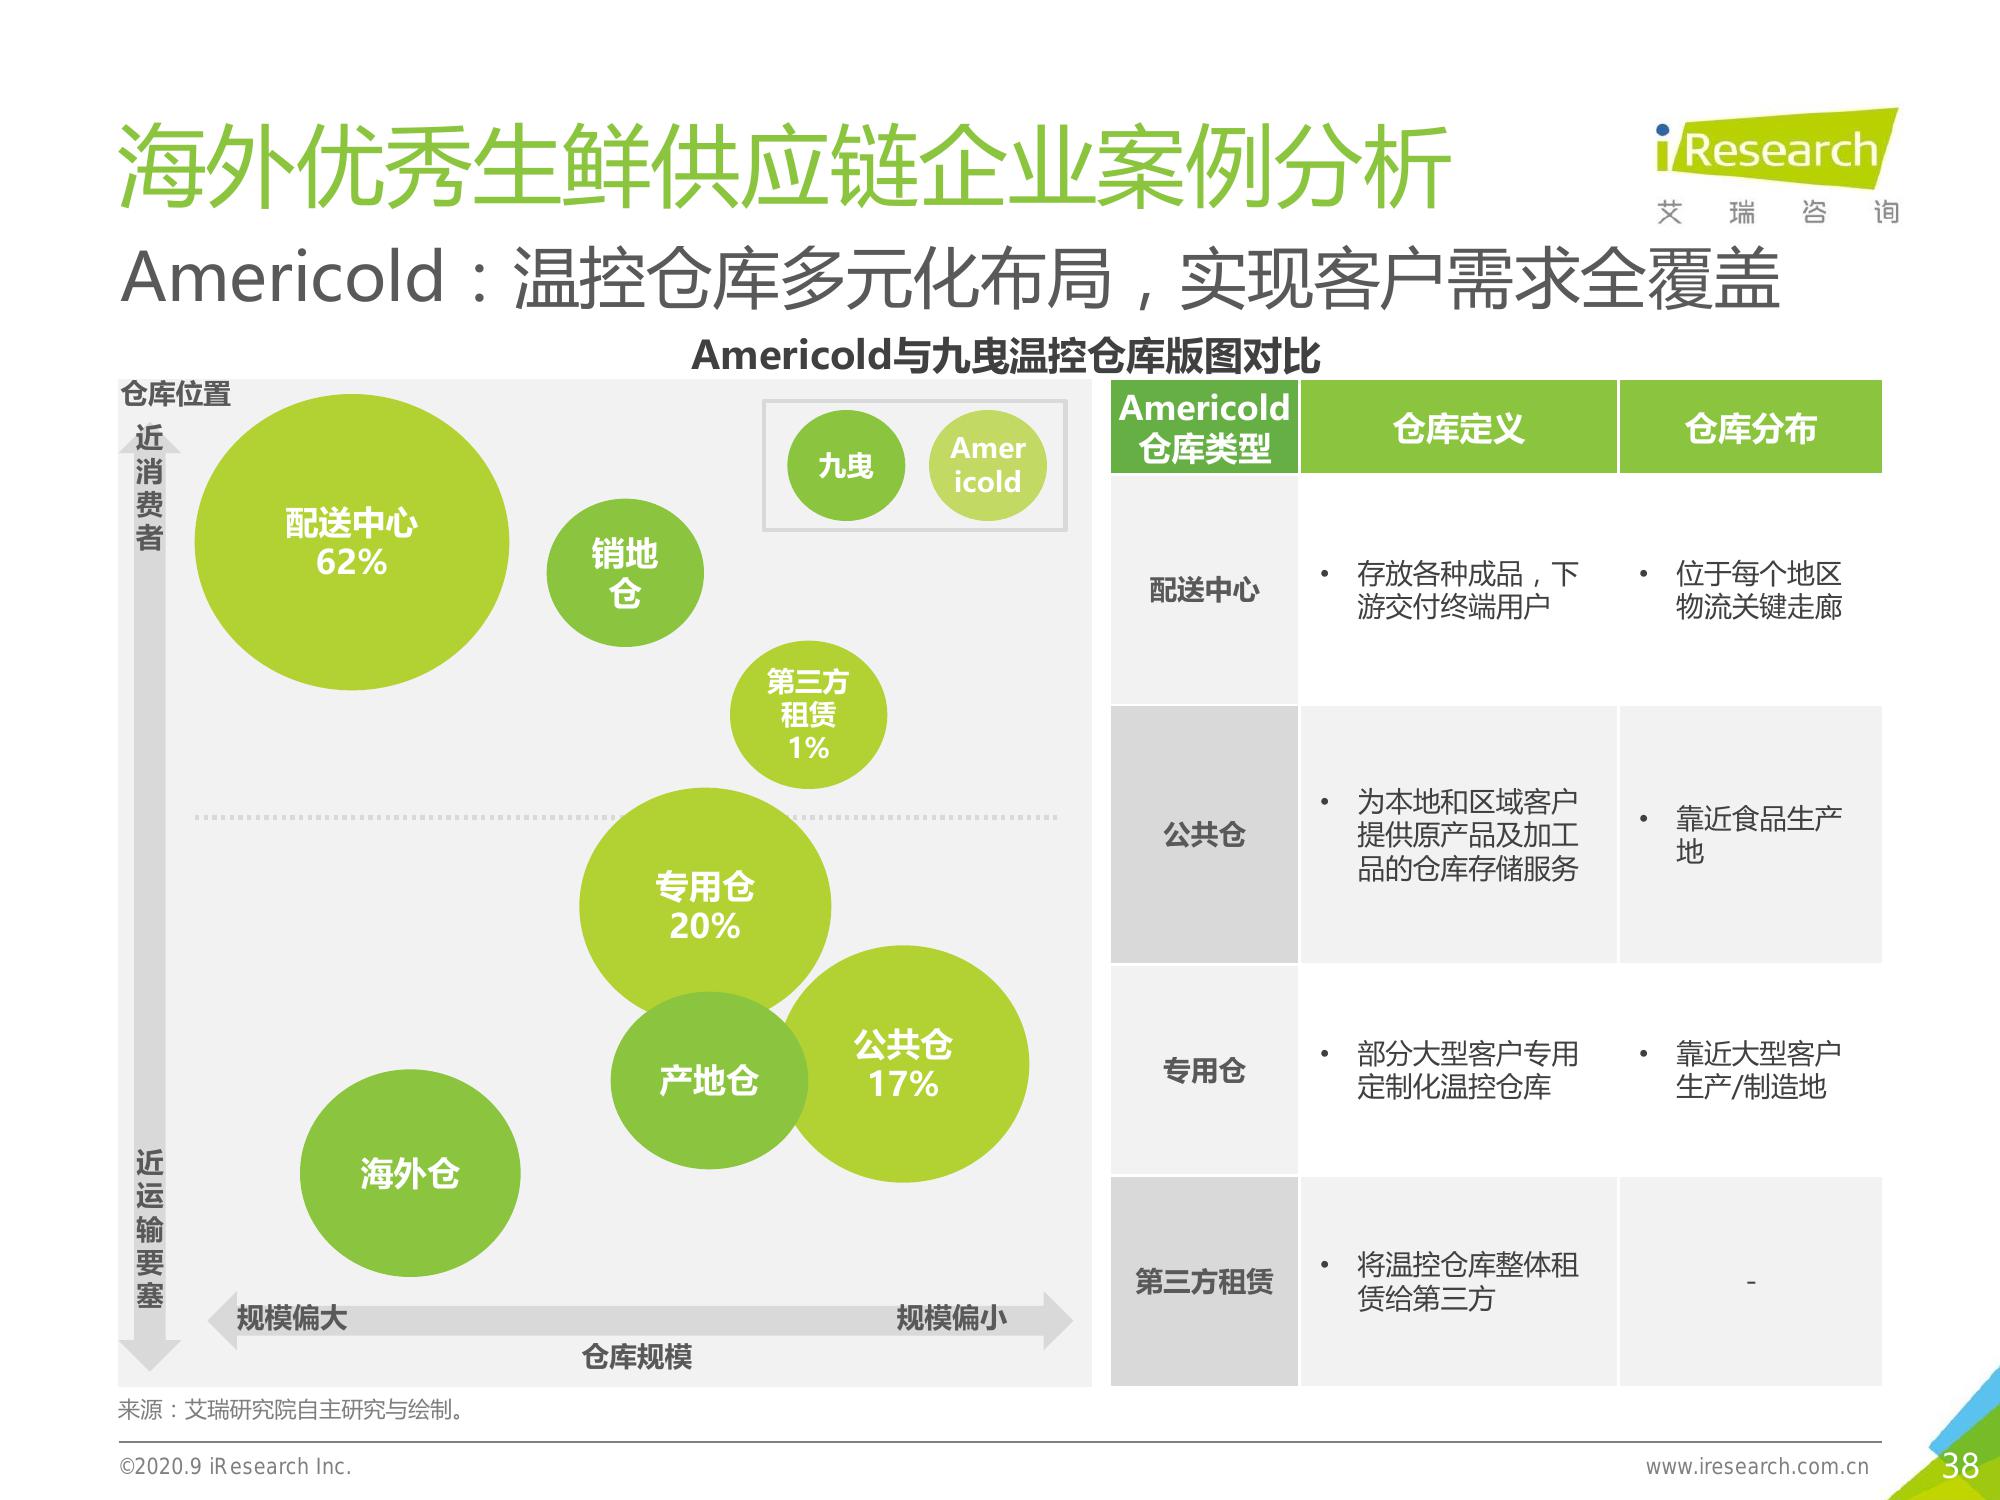 海外优秀生鲜供应链企业案例分析
iResearch
艾瑞咨询
Americold：温控仓库多元化布局，实现客户需求全覆盖
Americold与九曳温控仓库版图对比
仓库位置
近消费者
配送中心
62%
销地
仓
九曳
Amer
icold
第三方
租赁
1%
专用仓
20%
产地仓
公共仓
17%
海外仓
近运输要塞
规模偏大
规模偏小
仓库规模
Americold
仓库类型
仓库定义
仓库分布
配送中心
• 存放各种成品，下
游交付终端用户
• 位于每个地区
物流关键走廊
公共仓
• 为本地和区域客户
提供原产品及加工
品的仓库存储服务
• 靠近食品生产
地
专用仓
• 部分大型客户专用
定制化温控仓库
• 靠近大型客户
生产/制造地
第三方租赁
• 将温控仓库整体租
赁给第三方
-
来源：艾瑞研究院自主研究与绘制。
©2020.9 iResearch Inc.
www.iresearch.com.cn
38